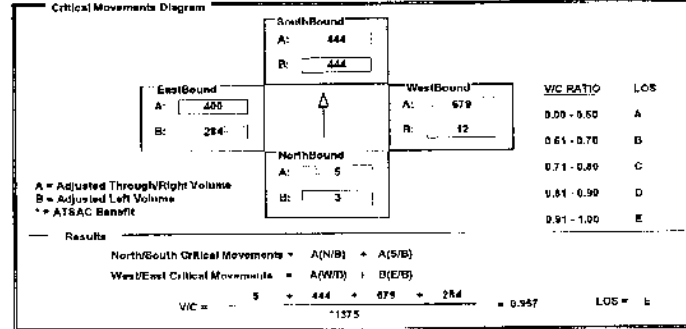 Critical Movements Diagram
SouthBound
A: 444
B: 444
EastBound
A: 400
B: 284
WestBound
A: 679
B: 12
NorthBound
A: 5
B: 3
V/C RATIO LOS
0.00 - 0.60 A
0.61 - 0.70 B
0.71 - 0.80 C
0.81 - 0.90 D
0.91 - 1.00 E
A = Adjusted Through/Right Volume
B = Adjusted Left Volume
* = ATSAC Benefit
Results
North/South Critical Movements = A(N/B) + A(S/B)
West/East Critical Movements = A(W/B) + B(E/B)
V/C = 5 + 444 + 679 + 284 = 0.957 LOS = E
*1375